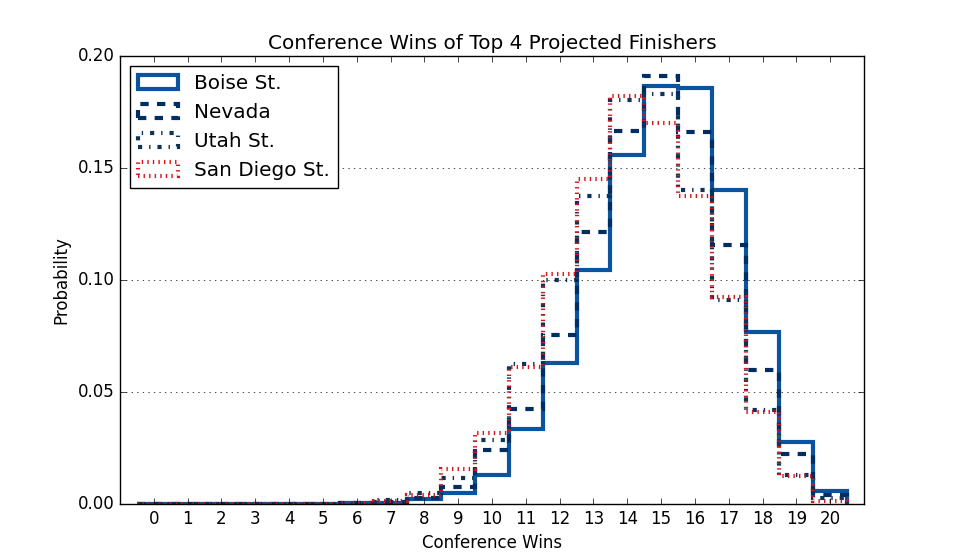 Conference Wins of Top 4 Projected Finishers
Boise St.
Nevada
Utah St.
San Diego St.
Probability
0.20
0.15
0.10
0.05
0.00
0 1 2 3 4 5 6 7 8 9 10 11 12 13 14 15 16 17 18 19 20
Conference Wins